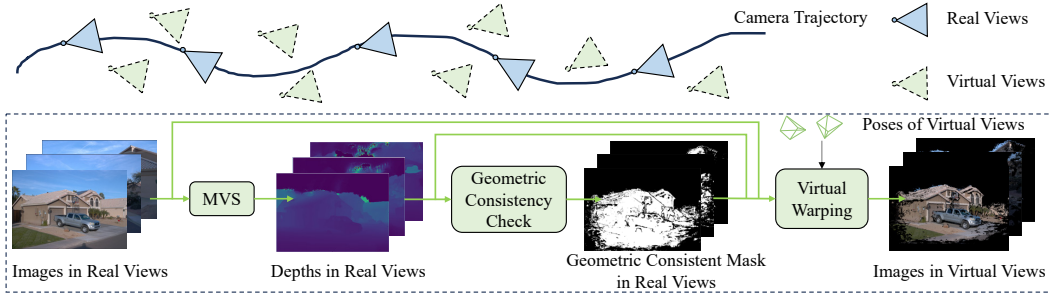 Camera Trajectory
Real Views
Virtual Views
Poses of Virtual Views
MVS
Geometric
Consistency
Check
Virtual
Warping
Images in Real Views
Depths in Real Views
Geometric Consistent Mask
in Real Views
Images in Virtual Views